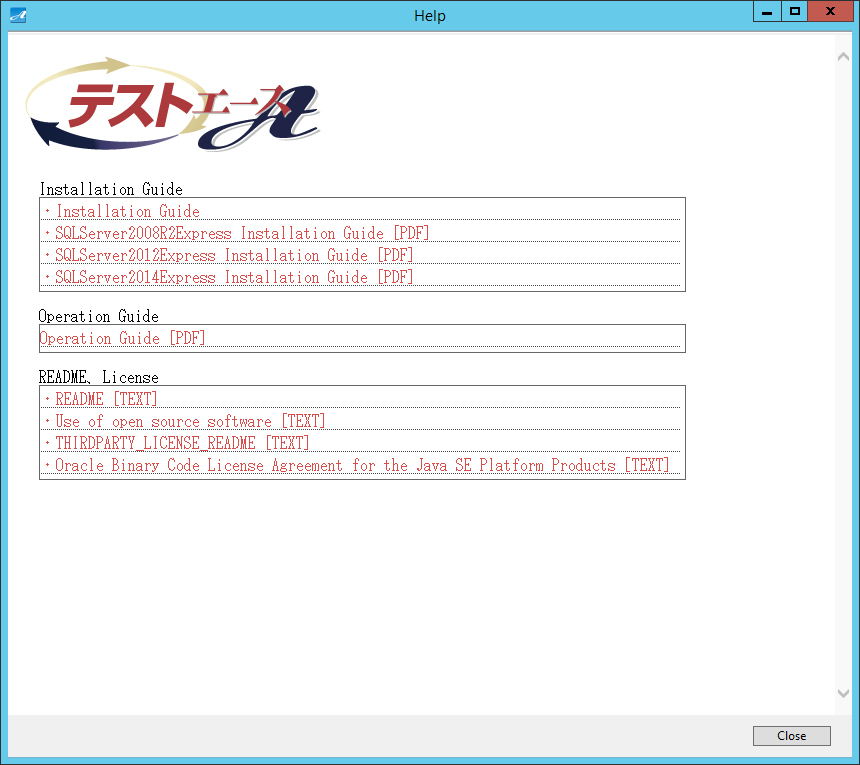 Help
テストエースA
Installation Guide
・Installation Guide
・SQLServer2008R2Express Installation Guide [PDF]
・SQLServer2012Express Installation Guide [PDF]
・SQLServer2014Express Installation Guide [PDF]
Operation Guide
Operation Guide [PDF]
README、License
・README [TEXT]
・Use of open source software [TEXT]
・THIRDPARTY_LICENSE_README [TEXT]
・Oracle Binary Code License Agreement for the Java SE Platform Products [TEXT]
Close